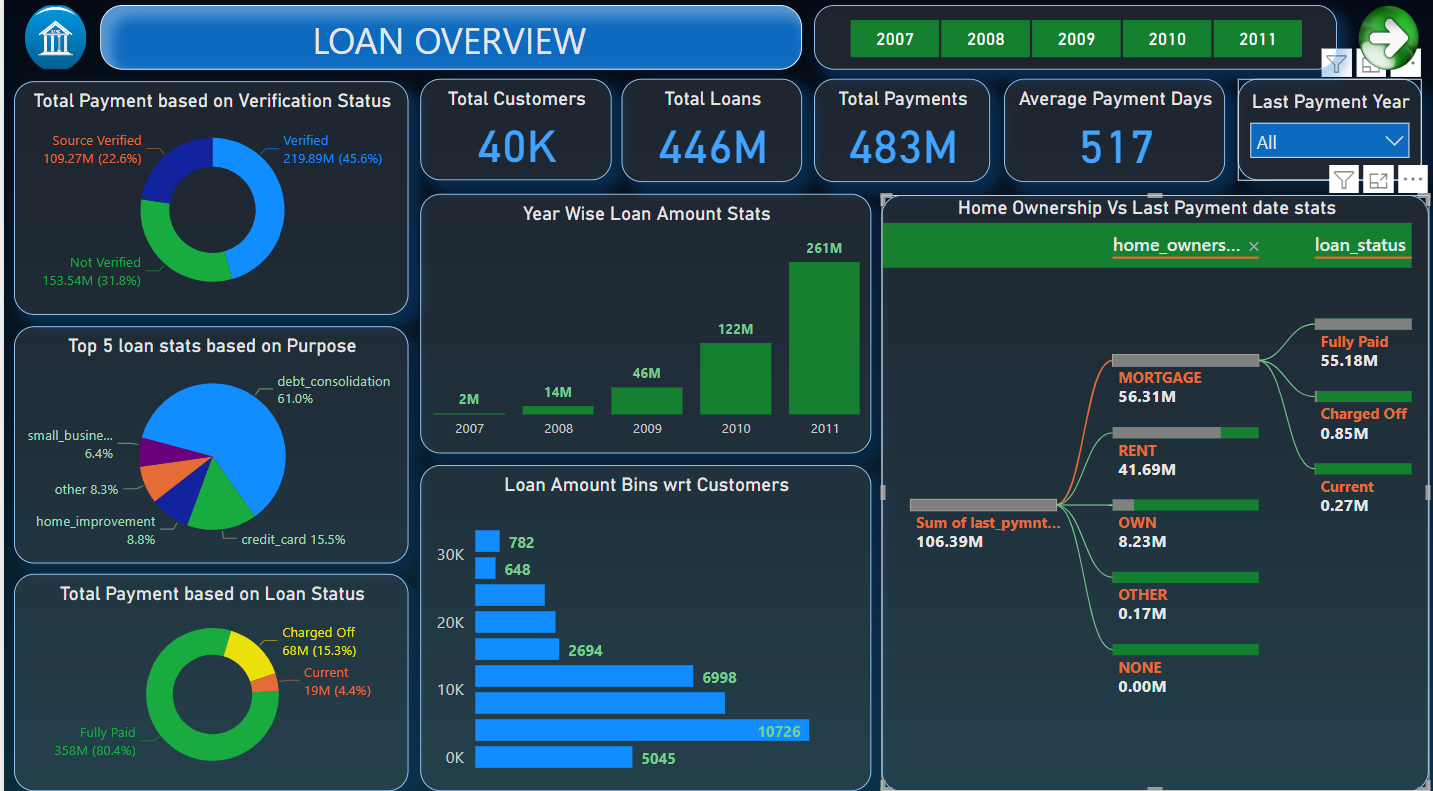 LOAN OVERVIEW
2007
2008
2009
2010
2011
Total Payment based on Verification Status
Source Verified
109.27M (22.6%)
Verified
219.89M (45.6%)
Not Verified
153.54M (31.8%)
Total Customers
40K
Total Loans
446M
Total Payments
483M
Average Payment Days
517
Last Payment Year
All
Top 5 loan stats based on Purpose
debt_consolidation
61.0%
small_busine...
6.4%
other 8.3%
home_improvement
8.8%
credit_card 15.5%
Total Payment based on Loan Status
Charged Off
68M (15.3%)
Current
19M (4.4%)
Fully Paid
358M (80.4%)
Year Wise Loan Amount Stats
2M
14M
46M
122M
261M
2007
2008
2009
2010
2011
Loan Amount Bins wrt Customers
30K
782
648
20K
2694
6998
10K
10726
0K
5045
Home Ownership Vs Last Payment date stats
home_owners... ×
loan_status
Sum of last_pymnt...
106.39M
MORTGAGE
56.31M
RENT
41.69M
OWN
8.23M
OTHER
0.17M
NONE
0.00M
Fully Paid
55.18M
Charged Off
0.85M
Current
0.27M